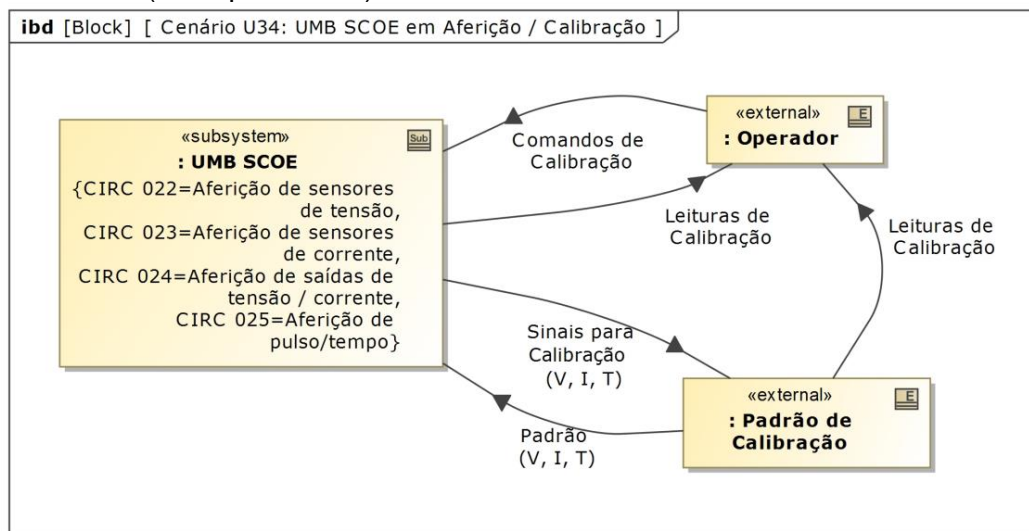 ibd [Block] [ Cenário U34: UMB SCOE em Aferição / Calibração ]
«subsystem»
Sub
: UMB SCOE
{CIRC 022=Aferição de sensores
de tensão,
CIRC 023=Aferição de sensores
de corrente,
CIRC 024=Aferição de saídas de
tensão / corrente,
CIRC 025=Aferição de
pulso/tempo}
Comandos de
Calibração
«external»
E
: Operador
Leituras de
Calibração
Leituras de
Calibração
Sinais para
Calibração
(V, I, T)
Padrão
(V, I, T)
«external»
E
: Padrão de
Calibração